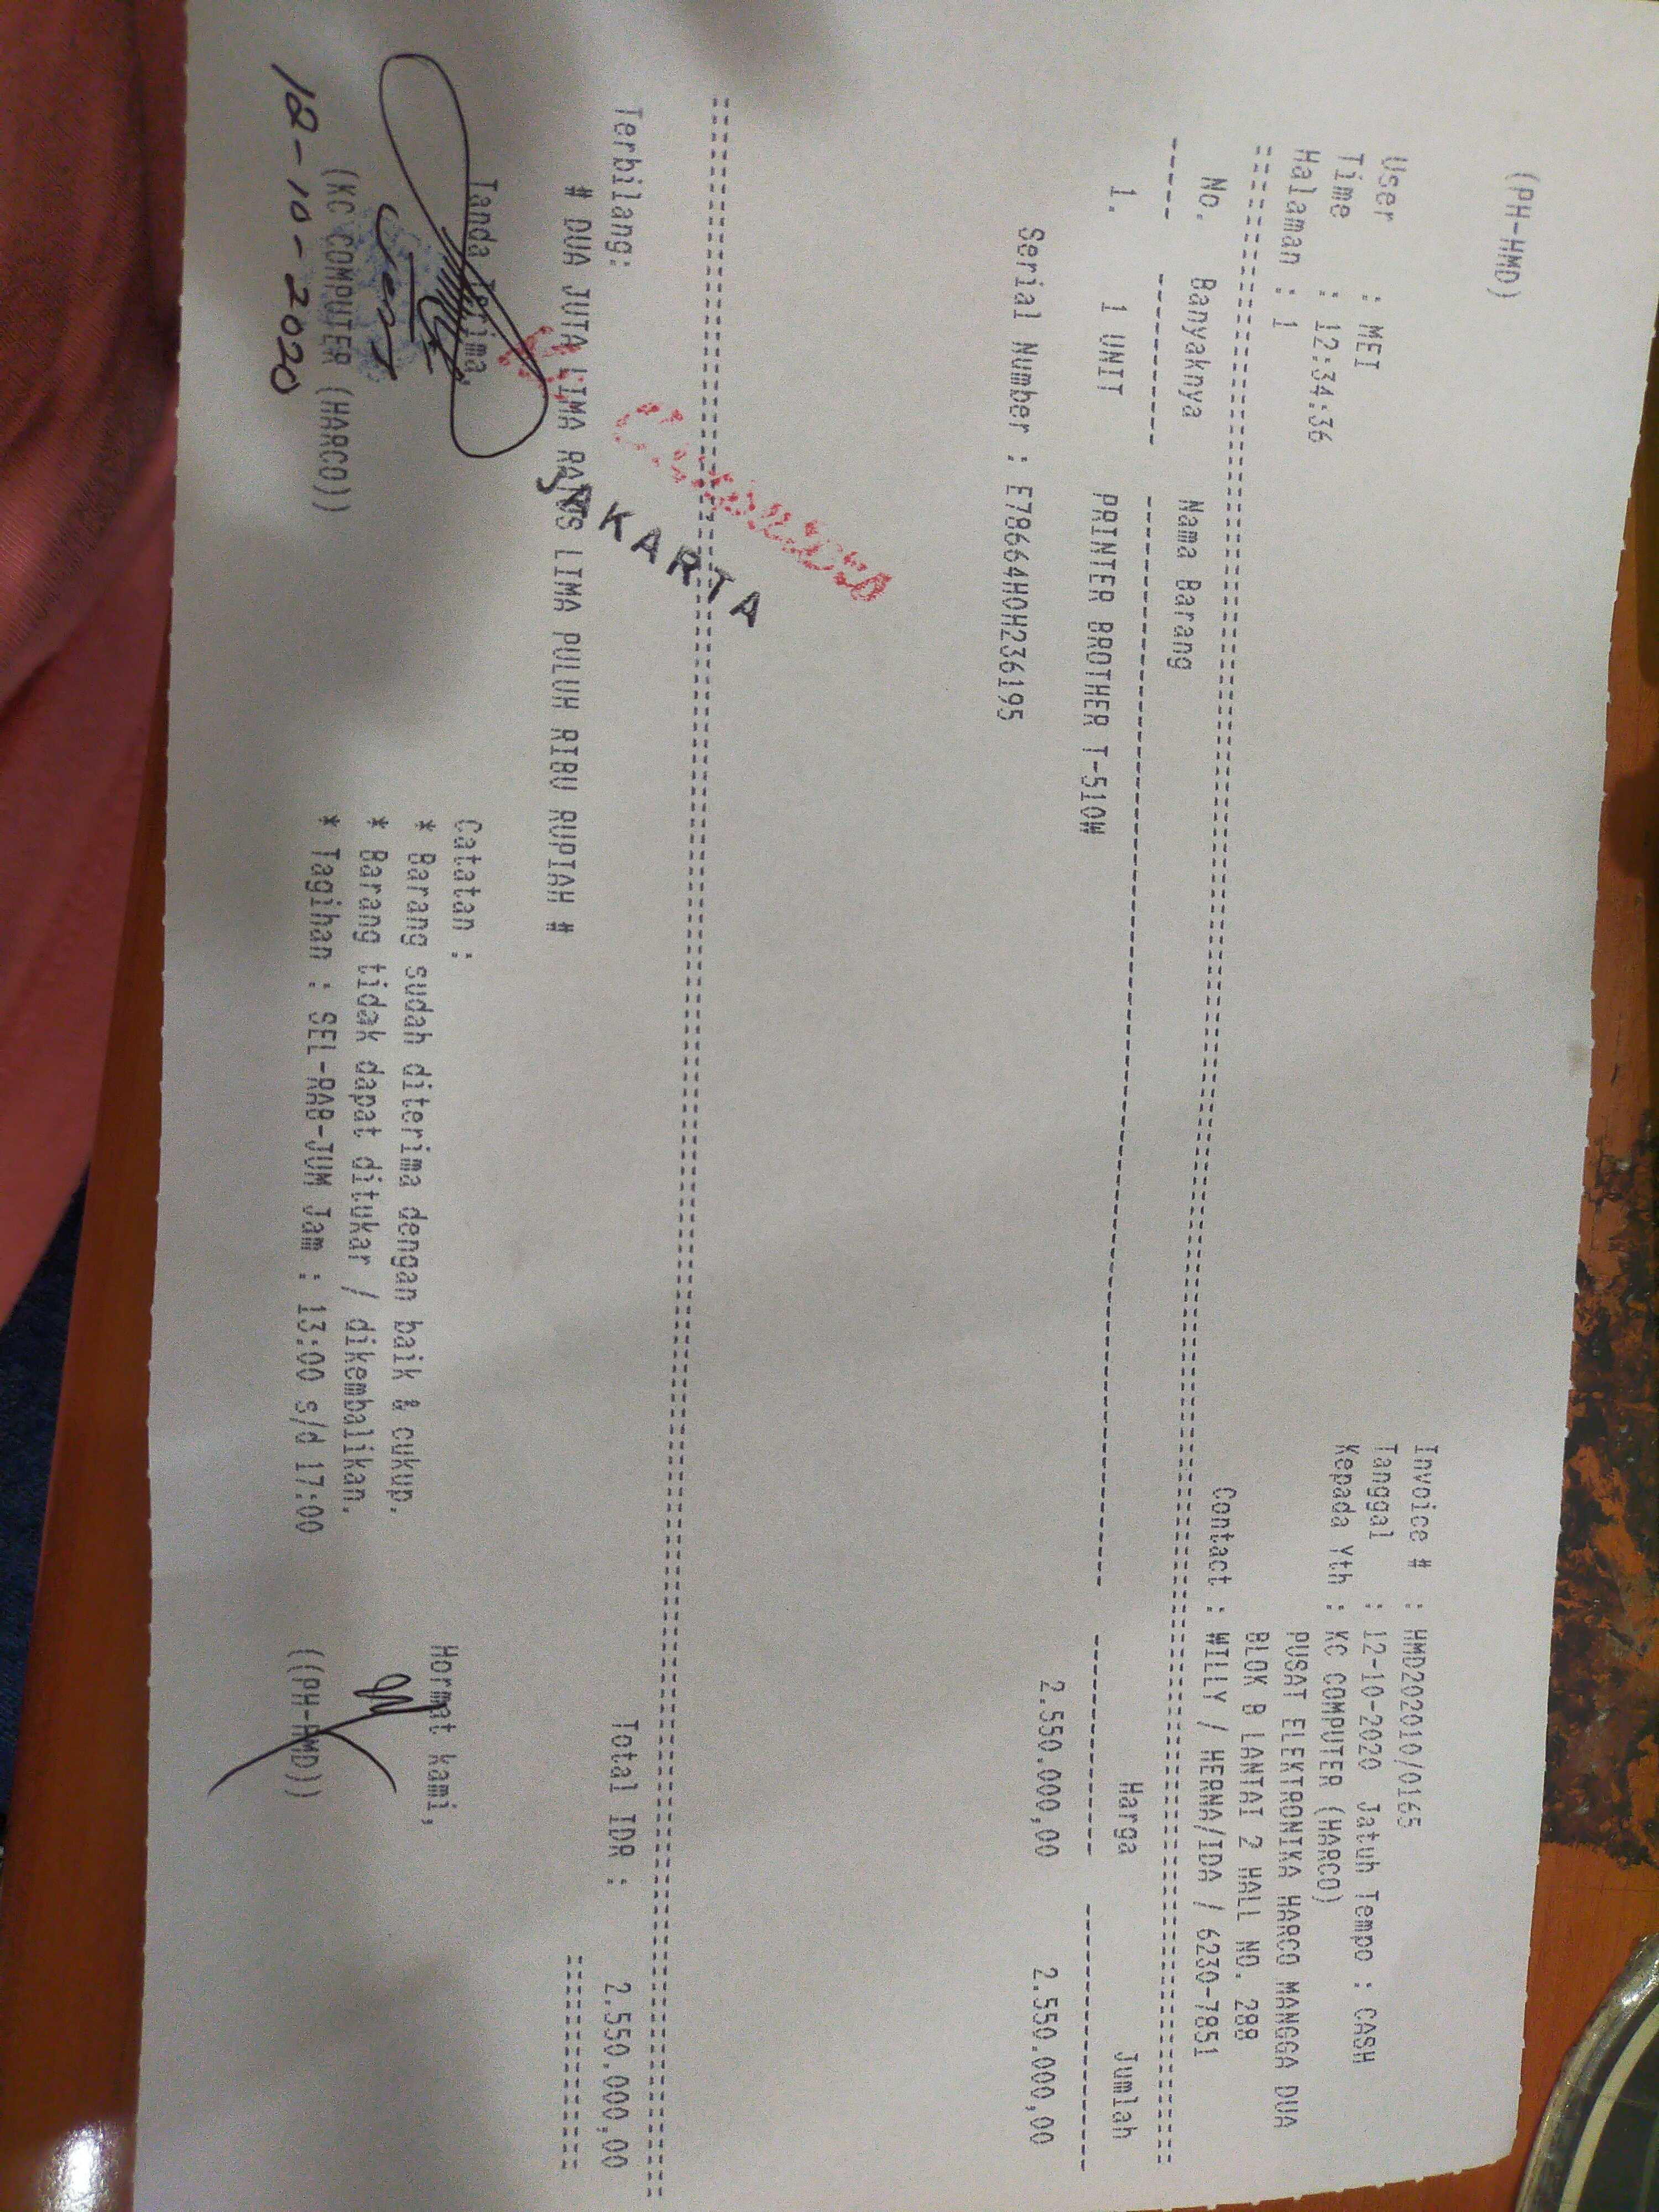 (PH-HMD)
Invoice # : HMD202010/0165
User : MEI
Tanggal : 12-10-2020 Jatuh Tempo : CASH
Time : 12:34:36
Kepada Yth : KC COMPUTER (HARCO)
Halaman : 1
PUSAT ELEKTRONIKA HARCO MANGGA DUA
BLOK B LANTAI 2 HALL NO. 288
Contact : WILLY / HERNA/IDA / 6230-7851
No. Banyaknya Nama Barang Harga Jumlah
1. 1 UNIT PRINTER BROTHER T-510W 2.550.000,00 2.550.000,00
Serial Number : E78664H0H236195
Computer
JAKARTA
Terbilang: Total IDR : 2.550.000,00
# DUA JUTA LIMA RATUS LIMA PULUH RIBU RUPIAH #
Tanda Terima, Catatan : Hormat kami,
* Barang sudah diterima dengan baik & cukup.
* Barang tidak dapat ditukar / dikembalikan.
(KC COMPUTER (HARCO)) * Tagihan : SEL-RAB-JUM Jam : 13:00 s/d 17:00 ((PH-HMD))
12-10-2020